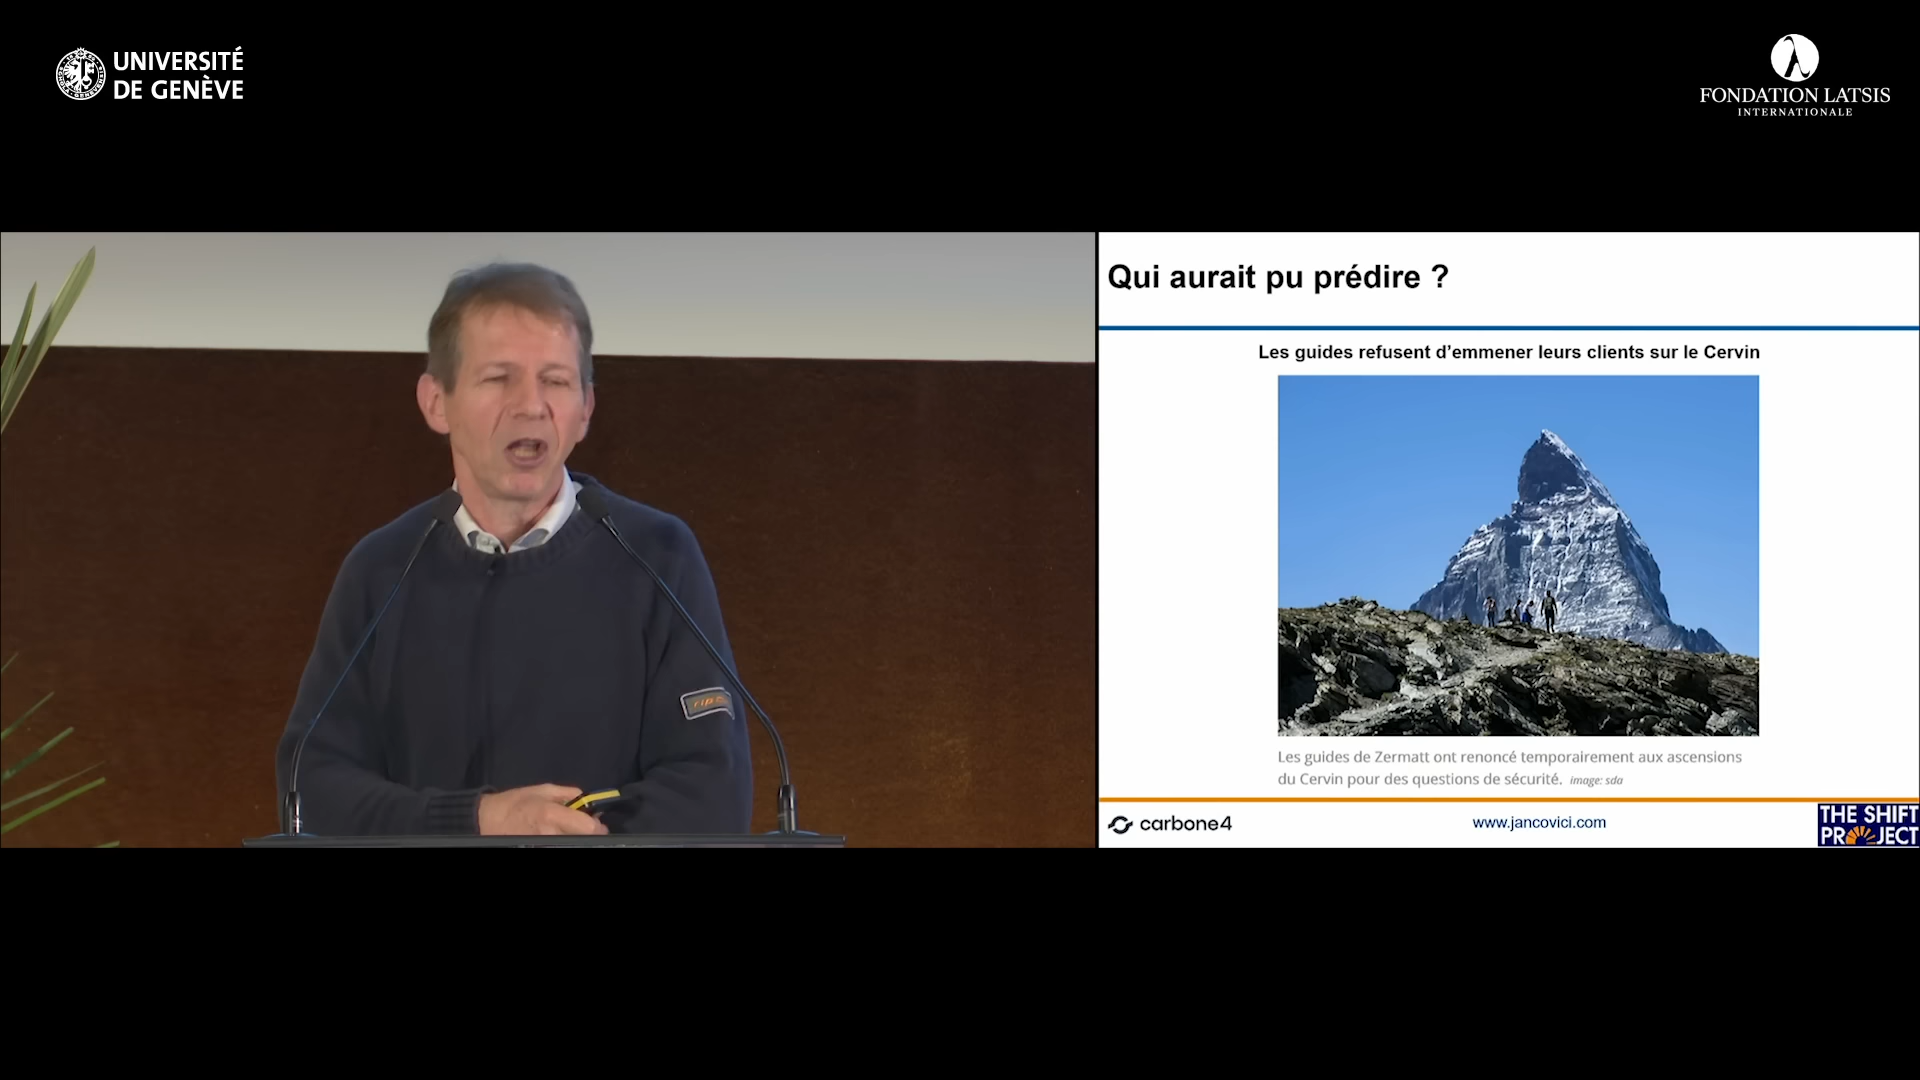 UNIVERSITÉ
DE GENÈVE
FONDATION LATSIS
INTERNATIONALE
Qui aurait pu prédire ?
Les guides refusent d’emmener leurs clients sur le Cervin
Les guides de Zermatt ont renoncé temporairement aux ascensions
du Cervin pour des questions de sécurité. image: sda
carbone4
www.jancovici.com
THE SHIFT
PROJECT